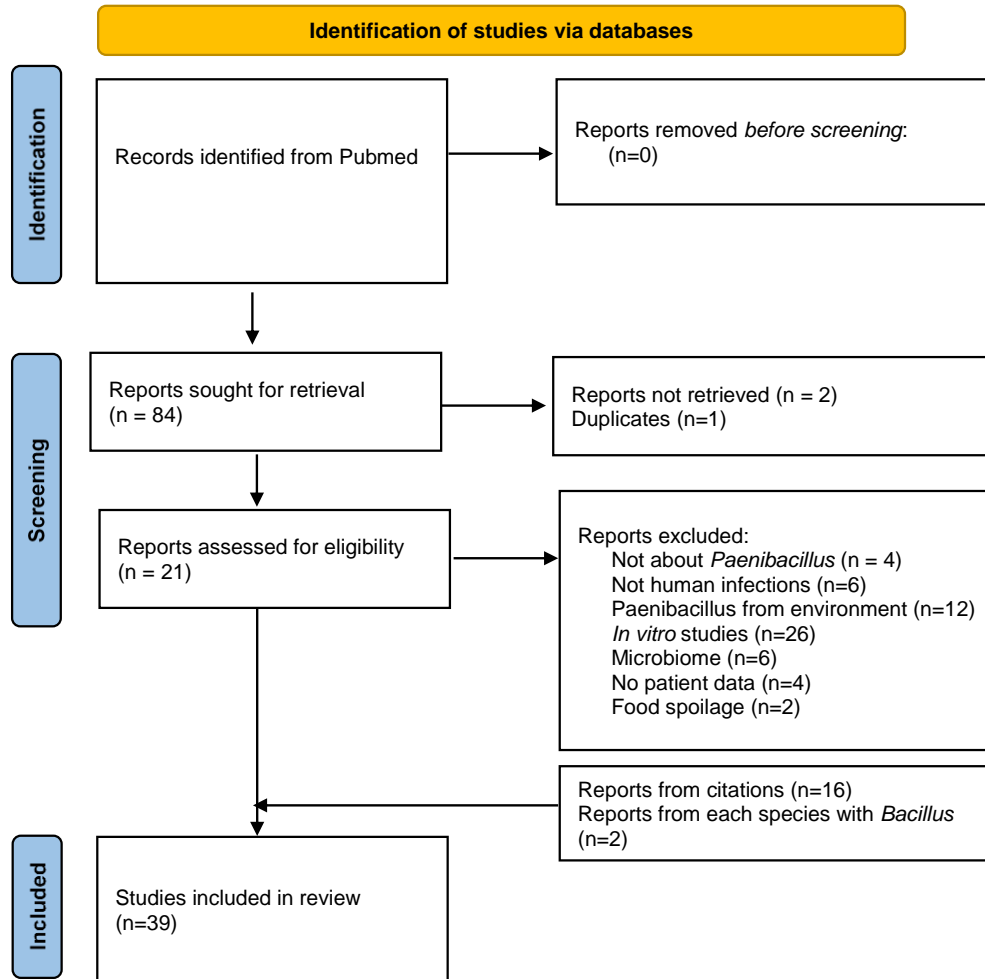 Identification of studies via databases
Identification
Records identified from Pubmed
Reports removed before screening:
(n=0)
Screening
Reports sought for retrieval
(n = 84)
Reports not retrieved (n = 2)
Duplicates (n=1)
Reports assessed for eligibility
(n = 21)
Reports excluded:
Not about Paenibacillus (n = 4)
Not human infections (n=6)
Paenibacillus from environment (n=12)
In vitro studies (n=26)
Microbiome (n=6)
No patient data (n=4)
Food spoilage (n=2)
Reports from citations (n=16)
Reports from each species with Bacillus
(n=2)
Included
Studies included in review
(n=39)